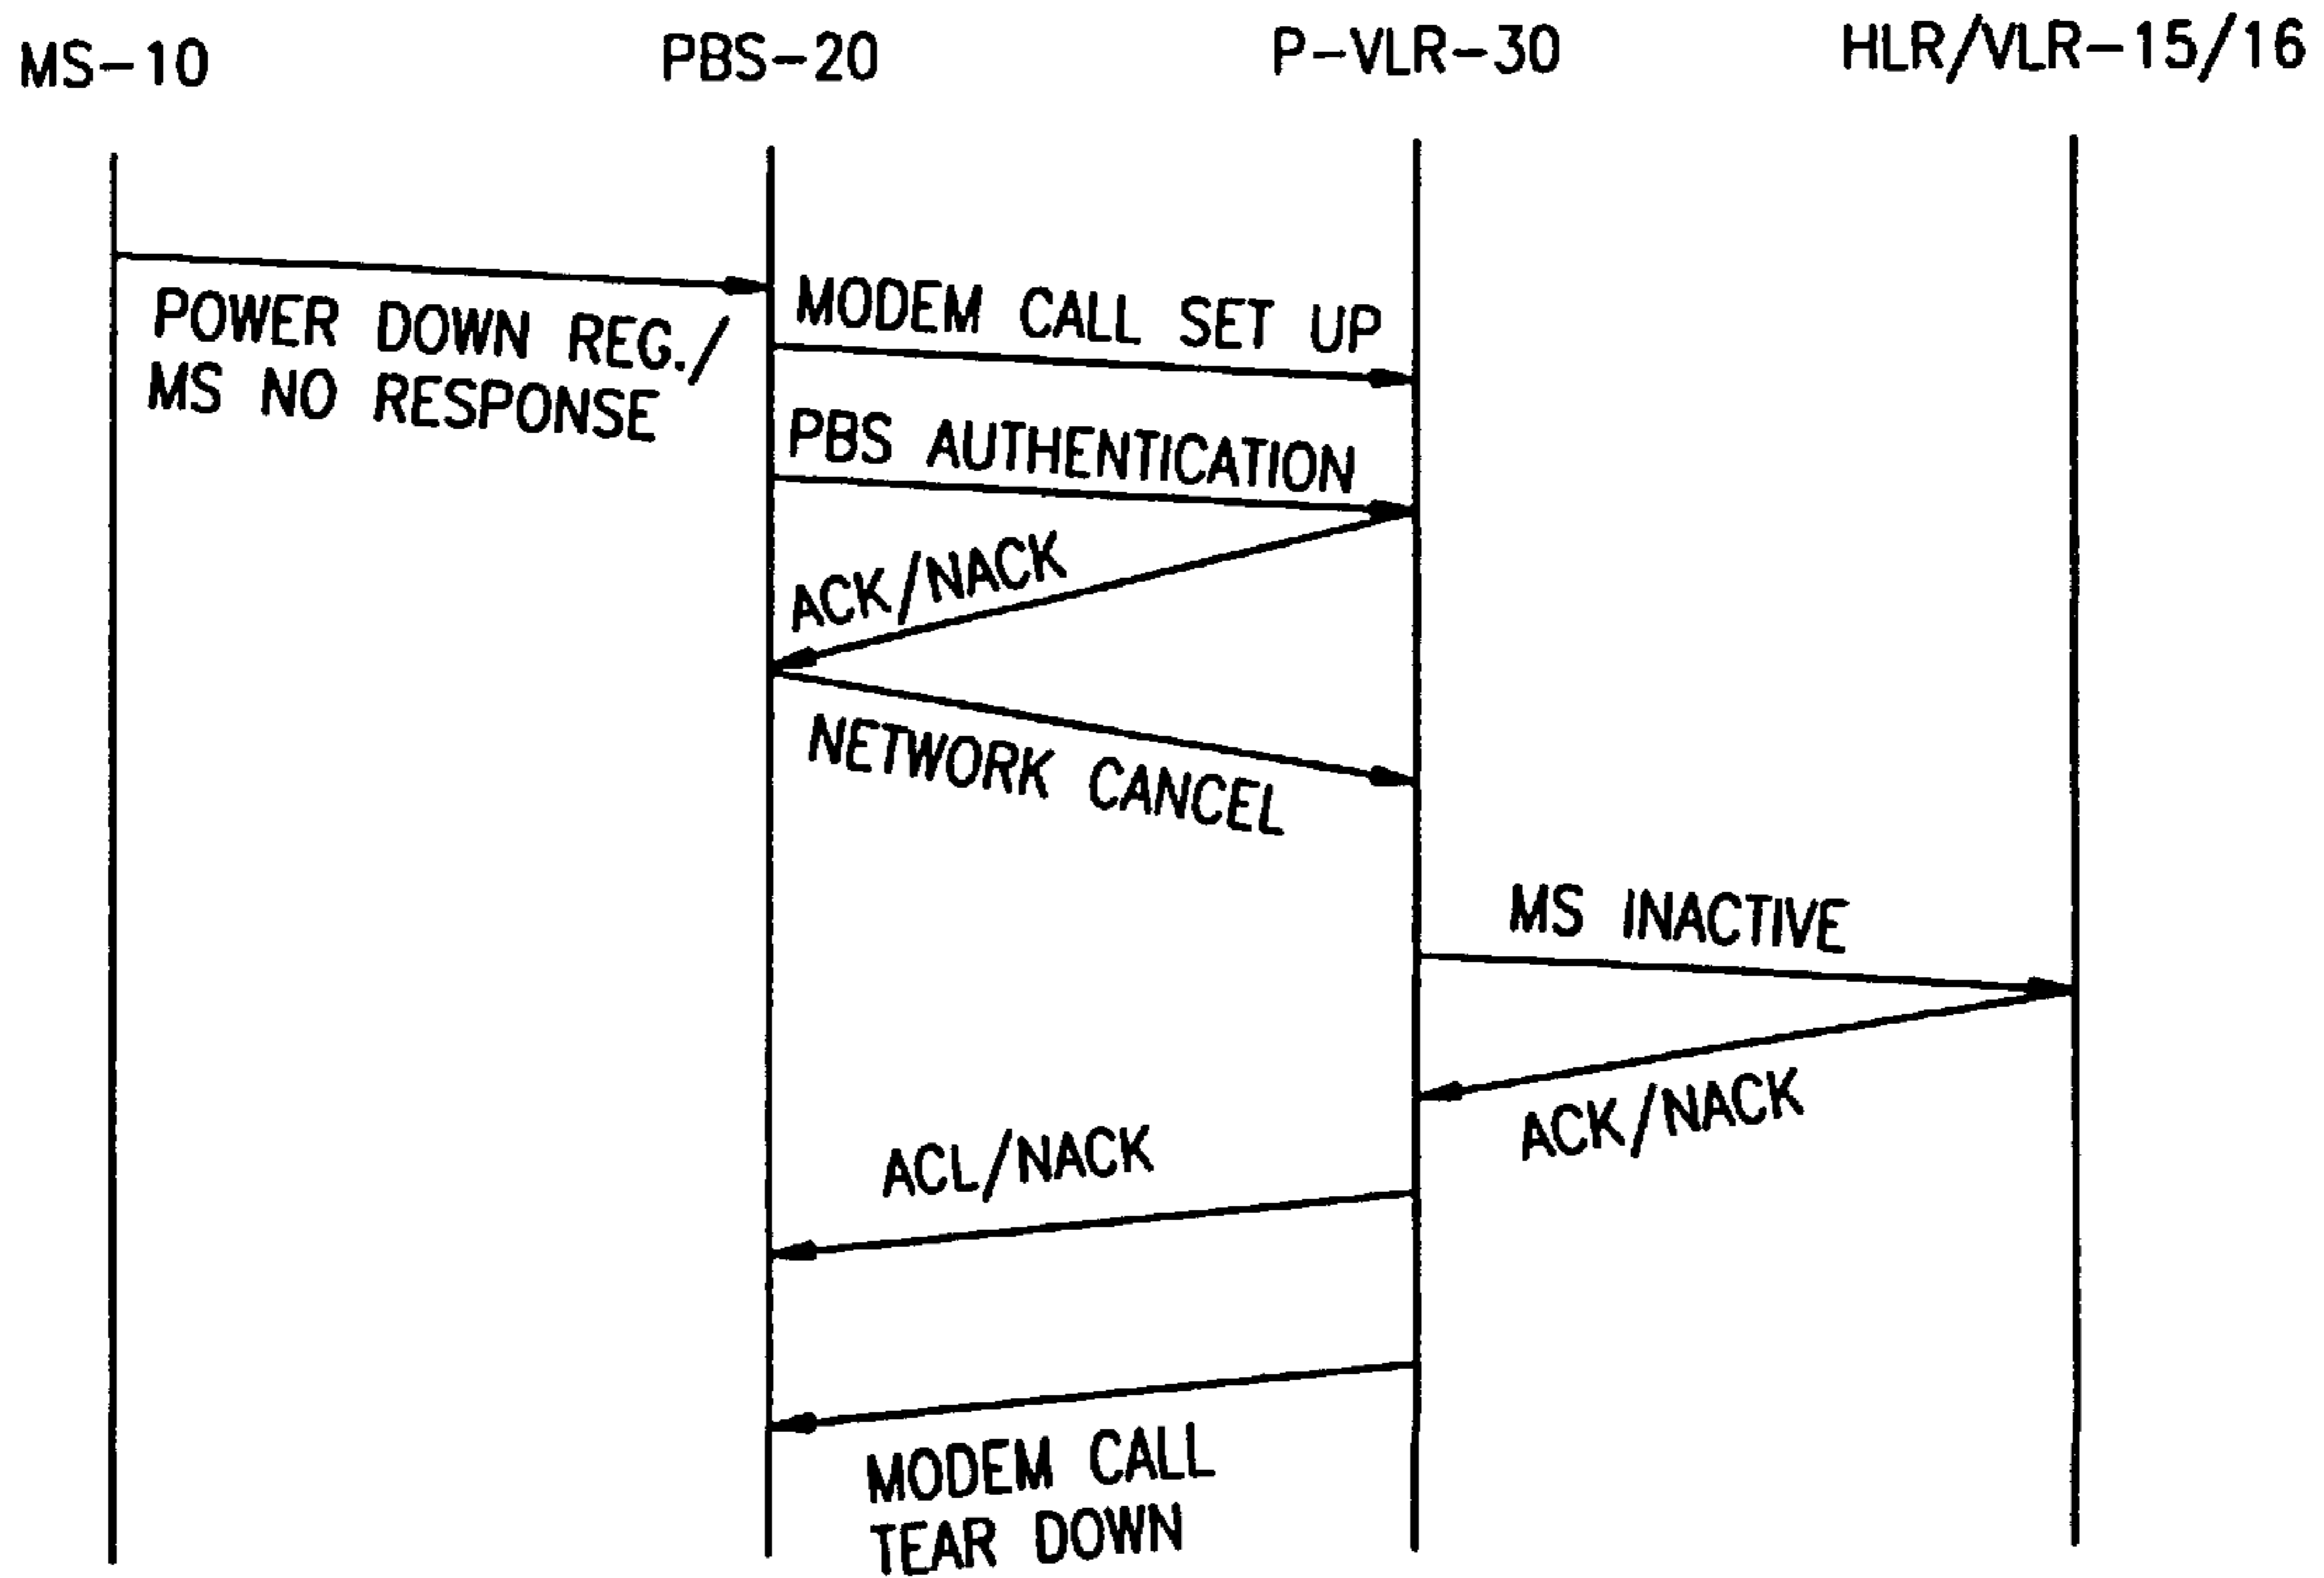 MS-10
PBS-20
P-VLR-30
HLR/VLR-15/16
POWER DOWN REG./
MS NO RESPONSE
MODEM CALL SET UP
PBS AUTHENTICATION
ACK/NACK
NETWORK CANCEL
MS INACTIVE
ACK/NACK
ACL/NACK
MODEM CALL
TEAR DOWN